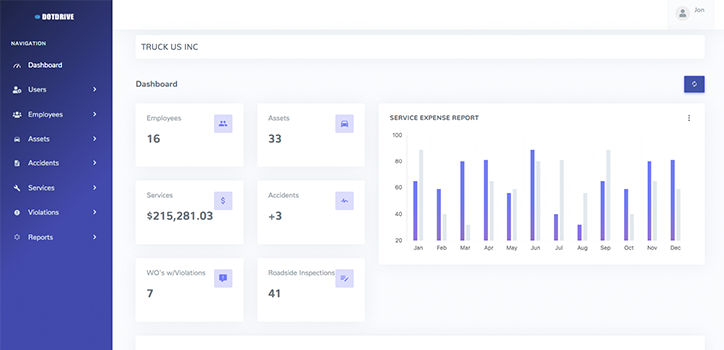 DOTDRIVE
Jon
NAVIGATION
Dashboard
Users
Employees
Assets
Accidents
Services
Violations
Reports
TRUCK US INC
Dashboard
Employees
16
Assets
33
Services
$215,281.03
Accidents
+3
WO's w/Violations
7
Roadside Inspections
41
SERVICE EXPENSE REPORT
100
80
60
40
20
Jan Feb Mar Apr May Jun Jul Aug Sep Oct Nov Dec